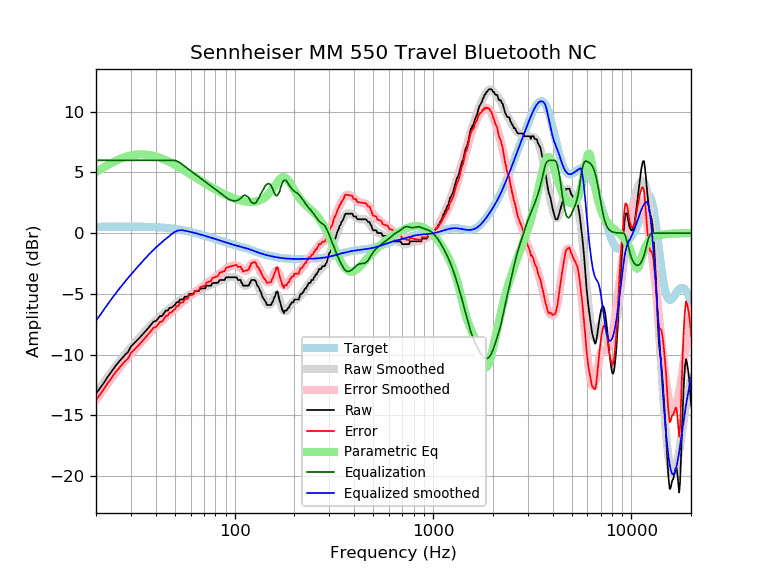 Sennheiser MM 550 Travel Bluetooth NC
Amplitude (dBr)
10
5
0
−5
−10
−15
−20
Target
Raw Smoothed
Error Smoothed
Raw
Error
Parametric Eq
Equalization
Equalized smoothed
100
1000
10000
Frequency (Hz)